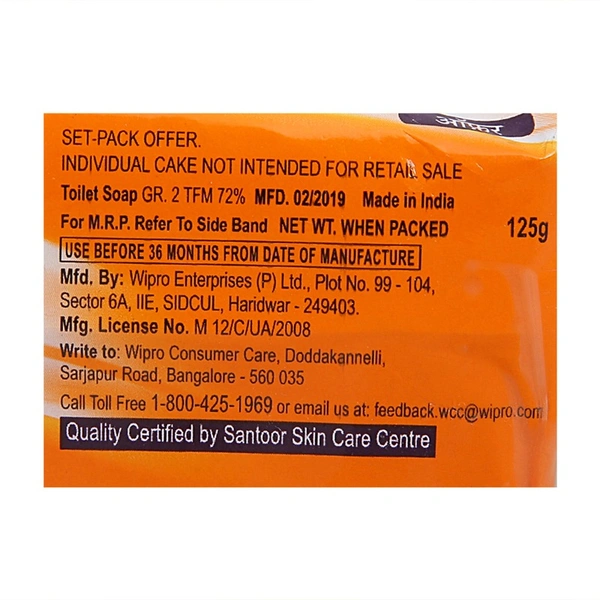 ऑफर
SET-PACK OFFER.
INDIVIDUAL CAKE NOT INTENDED FOR RETAIL SALE
Toilet Soap GR. 2 TFM 72% MFD. 02/2019 Made in India
For M.R.P. Refer To Side Band NET WT. WHEN PACKED 125g
USE BEFORE 36 MONTHS FROM DATE OF MANUFACTURE
Mfd. By: Wipro Enterprises (P) Ltd., Plot No. 99 - 104,
Sector 6A, IIE, SIDCUL, Haridwar - 249403.
Mfg. License No. M 12/C/UA/2008
Write to: Wipro Consumer Care, Doddakannelli,
Sarjapur Road, Bangalore - 560 035
Call Toll Free 1-800-425-1969 or email us at: feedback.wcc@wipro.com
Quality Certified by Santoor Skin Care Centre